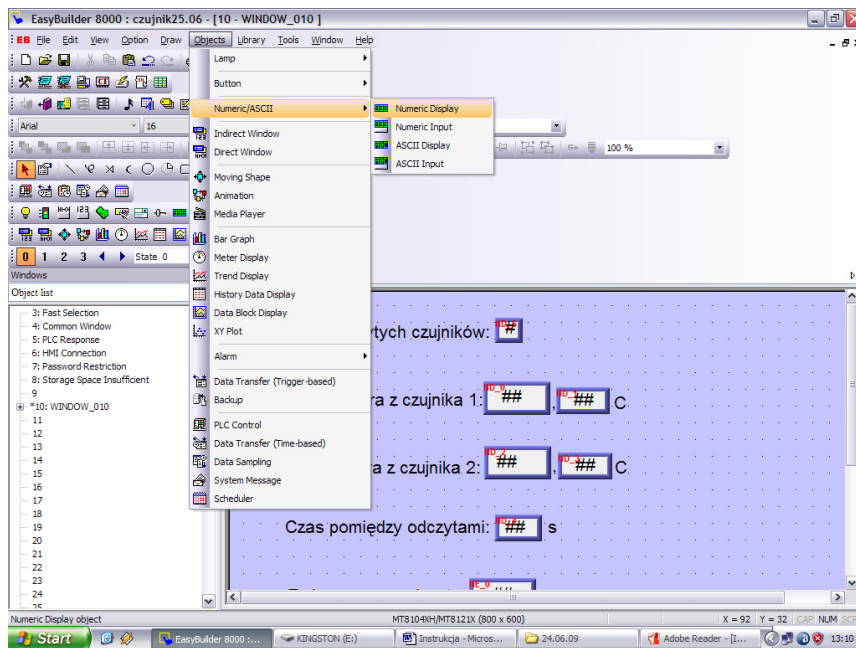 EasyBuilder 8000 : czujnik25.06 - [10 - WINDOW_010 ]
EB File Edit View Option Draw Objects Library Tools Window Help
Arial 16
100 %
0 1 2 3 State 0
Windows
Object list
3: Fast Selection
4: Common Window
5: PLC Response
6: HMI Connection
7: Password Restriction
8: Storage Space Insufficient
9
*10: WINDOW_010
11
12
13
14
15
16
17
18
19
20
21
22
23
24
25
Lamp
Button
Numeric/ASCII
Indirect Window
Direct Window
Moving Shape
Animation
Media Player
Bar Graph
Meter Display
Trend Display
History Data Display
Data Block Display
XY Plot
Alarm
Data Transfer (Trigger-based)
Backup
PLC Control
Data Transfer (Time-based)
Data Sampling
System Message
Scheduler
Numeric Display
Numeric Input
ASCII Display
ASCII Input
tych czujników: #
ra z czujnika 1: ND_0 ## , ND_1 ## C
a z czujnika 2: ND_2 ## , ## C
Czas pomiędzy odczytami: ## s
NE_0
Numeric Display object MT8104XH/MT8121X (800 x 600) X = 92 Y = 32 CAP NUM SCR
Start EasyBuilder 8000 :... KINGSTON (E:) Instrukcja - Micros... 24.06.09 Adobe Reader - [I... 13:10